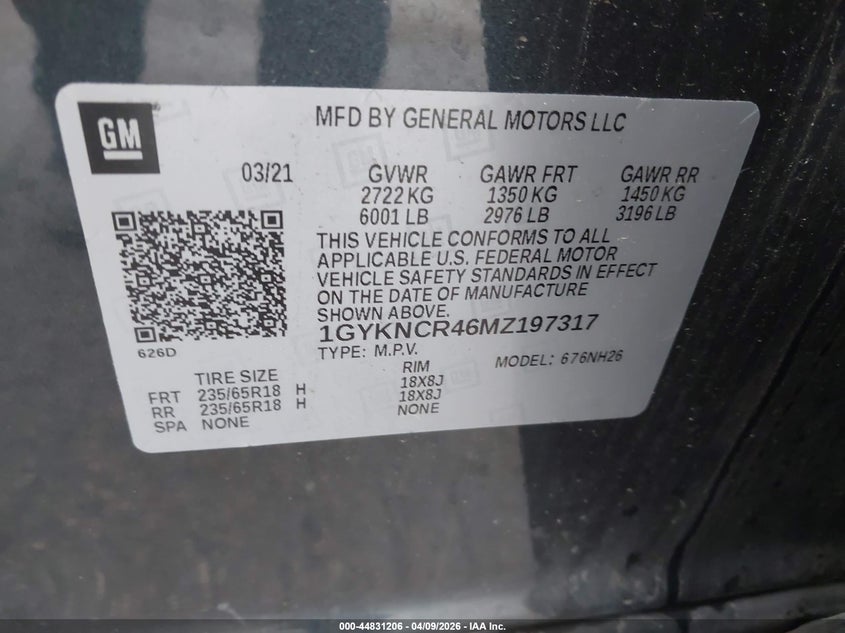 GM
MFD BY GENERAL MOTORS LLC
03/21
GVWR GAWR FRT GAWR RR
2722 KG 1350 KG 1450 KG
6001 LB 2976 LB 3196 LB
THIS VEHICLE CONFORMS TO ALL
APPLICABLE U.S. FEDERAL MOTOR
VEHICLE SAFETY STANDARDS IN EFFECT
ON THE DATE OF MANUFACTURE
SHOWN ABOVE.
1GYKNCR46MZ197317
626D
TYPE: M.P.V. MODEL: 676NH26
TIRE SIZE RIM
FRT 235/65R18 H 18X8J
RR 235/65R18 H 18X8J
SPA NONE NONE
000-44831206 - 04/09/2026 - IAA Inc.